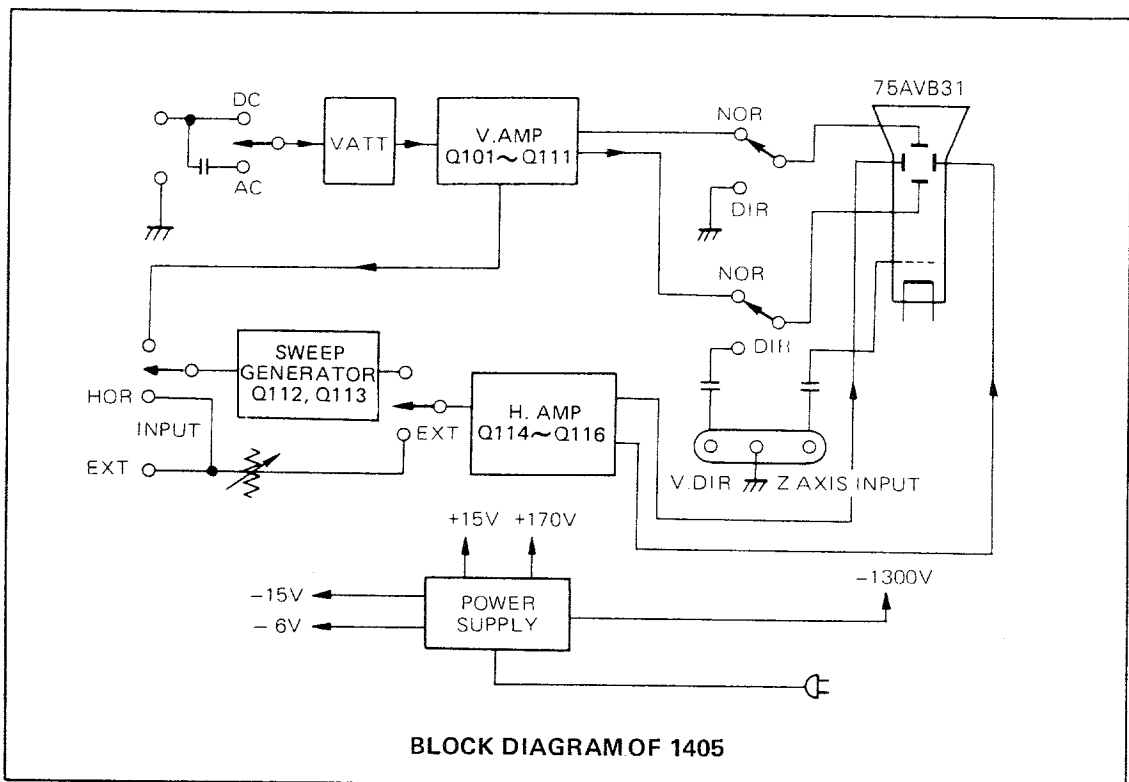 75AVB31
DC
AC
VATT
V.AMP
Q101~Q111
NOR
DIR
NOR
DIR
SWEEP
GENERATOR
Q112, Q113
HOR
INPUT
EXT
EXT
H. AMP
Q114~Q116
V.DIR
Z AXIS INPUT
+15V
+170V
-15V
- 6V
POWER
SUPPLY
-1300V
BLOCK DIAGRAM OF 1405